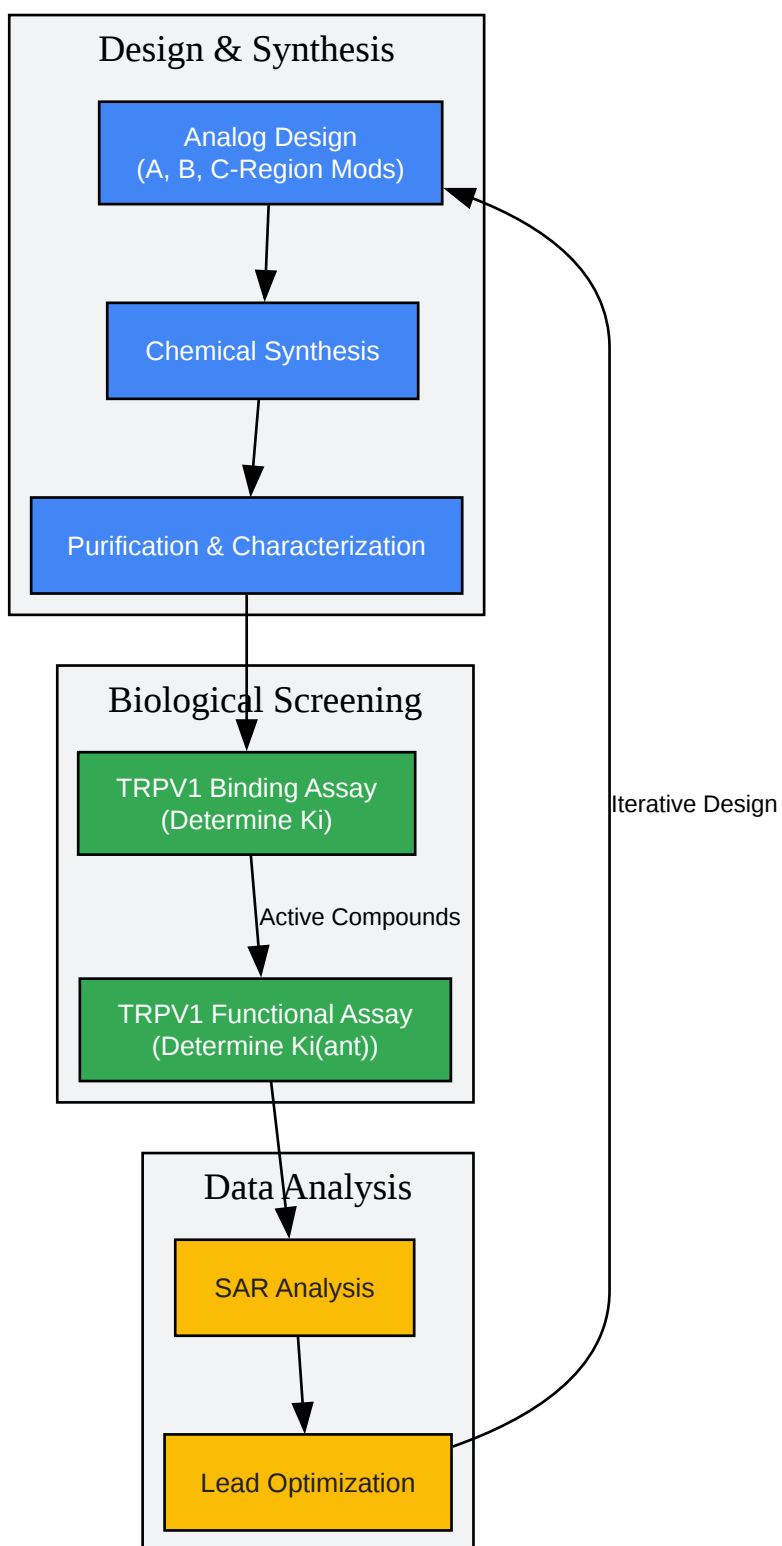 Design & Synthesis
Analog Design
(A, B, C-Region Mods)
Chemical Synthesis
Purification & Characterization
Biological Screening
TRPV1 Binding Assay
(Determine Ki)
Iterative Design
Active Compounds
TRPV1 Functional Assay
(Determine Ki(ant))
Data Analysis
SAR Analysis
Lead Optimization